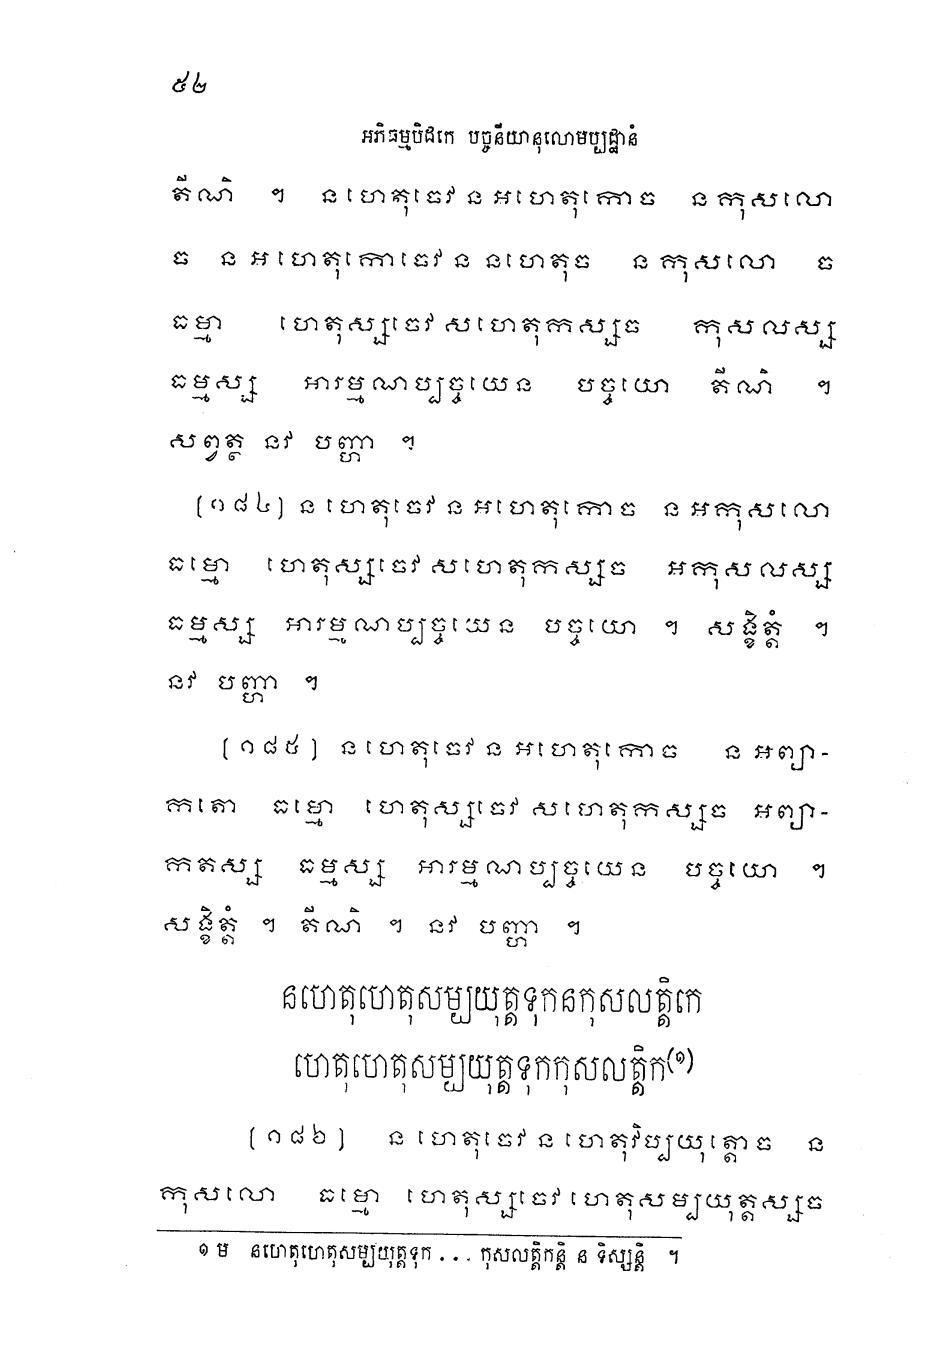 ៥២
អភិធម្មបិដកេ បច្ចនីយានុលោមប្បដ្ឋានំ
តីណិ ។ ន ហេតុចេវ ន អហេតុកោច ន កុសលោ
ច ន អហេតុកោចេវ ន នហេតុច ន កុសលោ ច
ធម្មា ហេតុស្សចេវ សហេតុកស្សច កុសលស្ស
ធម្មស្ស អារម្មណប្បច្ចយេន បច្ចយោ តីណិ ។
សព្វត្ថ នវ បញ្ហា ។
(១៨៤) ន ហេតុចេវ ន អហេតុកោច ន អកុសលោ
ធម្មោ ហេតុស្សចេវ សហេតុកស្សច អកុសលស្ស
ធម្មស្ស អារម្មណប្បច្ចយេន បច្ចយោ ។ សង្ខិត្តំ ។
នវ បញ្ហា ។
(១៨៥) ន ហេតុចេវ ន អហេតុកោច ន អព្យា-
កតោ ធម្មោ ហេតុស្សចេវ សហេតុកស្សច អព្យា-
កតស្ស ធម្មស្ស អារម្មណប្បច្ចយេន បច្ចយោ ។
សង្ខិត្តំ ។ តីណិ ។ នវ បញ្ហា ។
នហេតុហេតុសម្បយុត្តទុកនកុសលត្តិកេ
ហេតុហេតុសម្បយុត្តទុកកុសលត្តិក(១)
(១៨៦) ន ហេតុចេវ ន ហេតុវិប្បយុត្តោច ន
កុសលោ ធម្មោ ហេតុស្សចេវ ហេតុសម្បយុត្តស្សច
១ ម នហេតុហេតុសម្បយុត្តទុក ... កុសលត្តិកន្តិ ន ទិស្សន្តិ ។